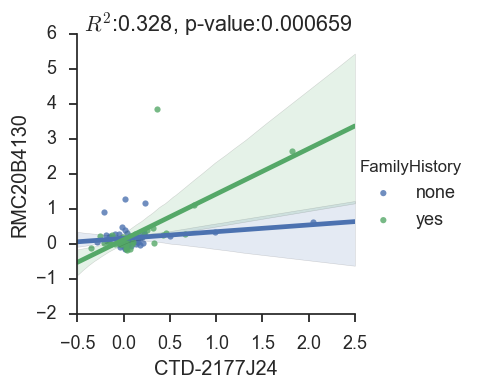 R²:0.328, p-value:0.000659
6
5
4
3
2
1
0
−1
−2
RMC20B4130
−0.5 0.0 0.5 1.0 1.5 2.0 2.5
CTD-2177J24
FamilyHistory
none
yes